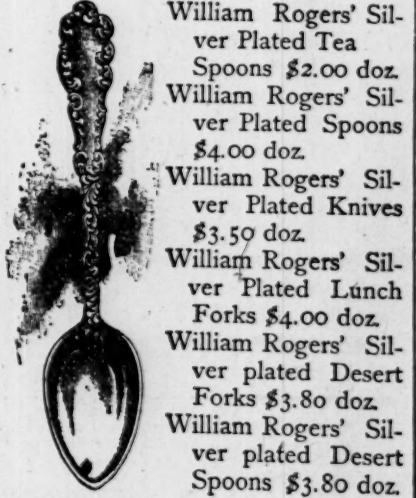 William Rogers' Sil-
ver Plated Tea
Spoons $2.00 doz.
William Rogers' Sil-
ver Plated Spoons
$4.00 doz.
William Rogers' Sil-
ver Plated Knives
$3.50 doz.
William Rogers' Sil-
ver Plated Lunch
Forks $4.00 doz.
William Rogers' Sil-
ver plated Desert
Forks $3.80 doz.
William Rogers' Sil-
ver plated Desert
Spoons $3.80 doz.